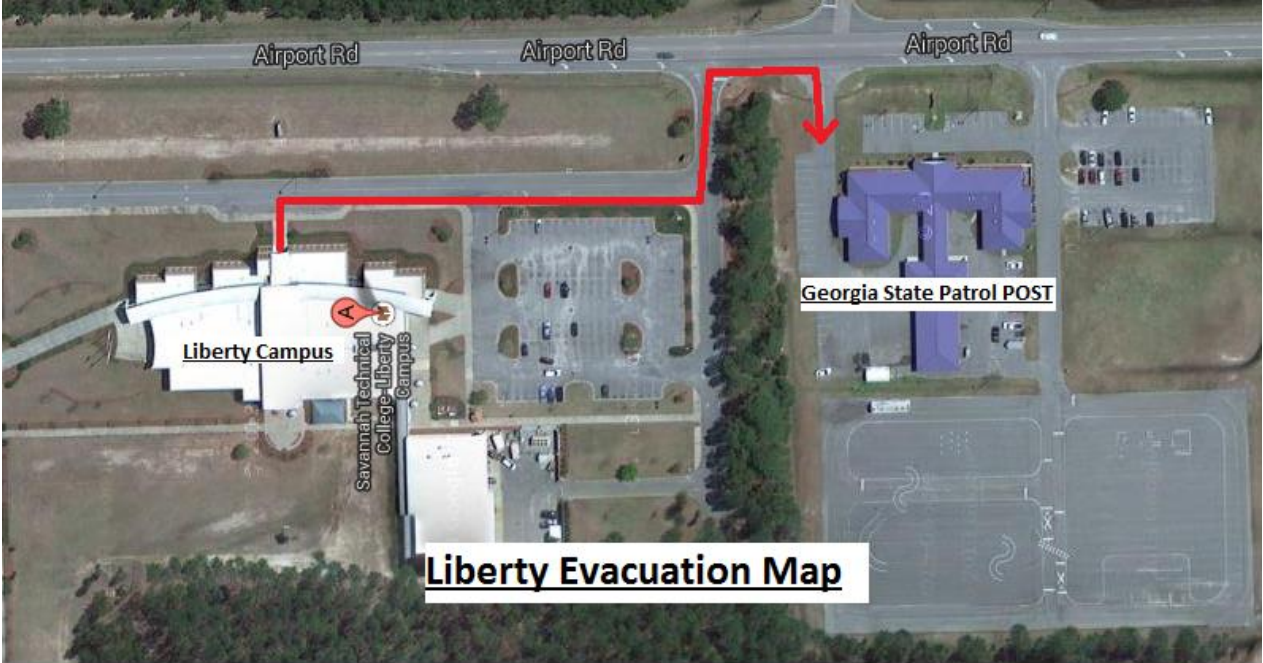 Airport Rd
Airport Rd
Airport Rd
A
Liberty Campus
Savannah Technical
College-Liberty
Campus
Georgia State Patrol POST
Liberty Evacuation Map